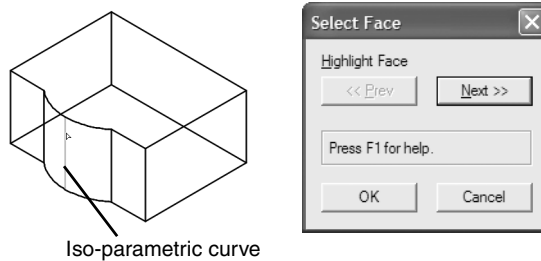 Select Face
Highlight Face
<< Prev
Next >>
Press F1 for help.
OK
Cancel
Iso-parametric curve